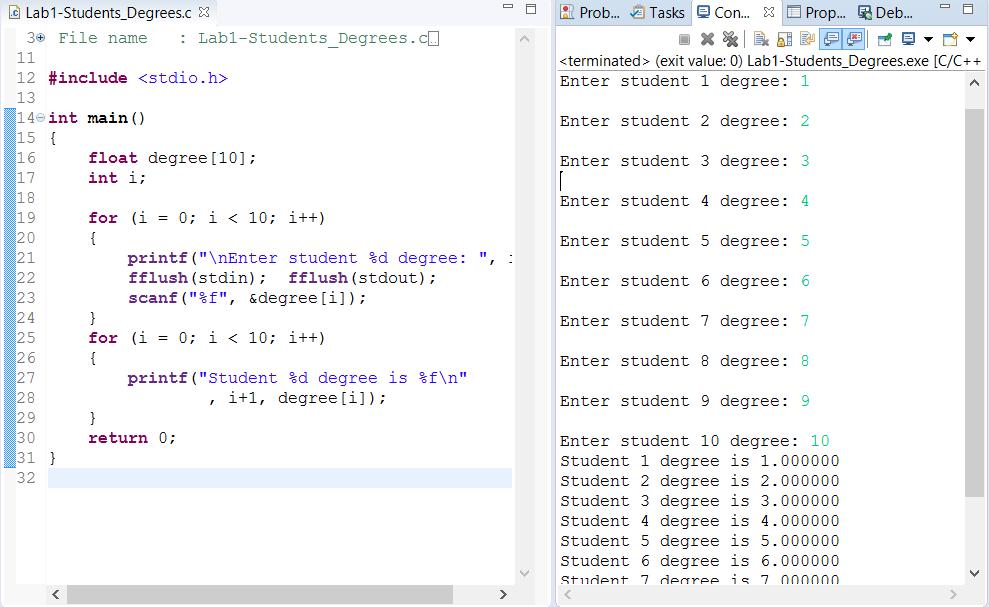 Lab1-Students_Degrees.c
3 File name   : Lab1-Students_Degrees.c
11
12 #include <stdio.h>
13
14 int main()
15 {
16     float degree[10];
17     int i;
18
19     for (i = 0; i < 10; i++)
20     {
21         printf("\nEnter student %d degree: ",
22         fflush(stdin);  fflush(stdout);
23         scanf("%f", &degree[i]);
24     }
25     for (i = 0; i < 10; i++)
26     {
27         printf("Student %d degree is %f\n"
28                 , i+1, degree[i]);
29     }
30     return 0;
31 }
32
Prob... Tasks Con... Prop... Deb...
<terminated> (exit value: 0) Lab1-Students_Degrees.exe [C/C++
Enter student 1 degree: 1
Enter student 2 degree: 2
Enter student 3 degree: 3
Enter student 4 degree: 4
Enter student 5 degree: 5
Enter student 6 degree: 6
Enter student 7 degree: 7
Enter student 8 degree: 8
Enter student 9 degree: 9
Enter student 10 degree: 10
Student 1 degree is 1.000000
Student 2 degree is 2.000000
Student 3 degree is 3.000000
Student 4 degree is 4.000000
Student 5 degree is 5.000000
Student 6 degree is 6.000000
Student 7 degree is 7.000000